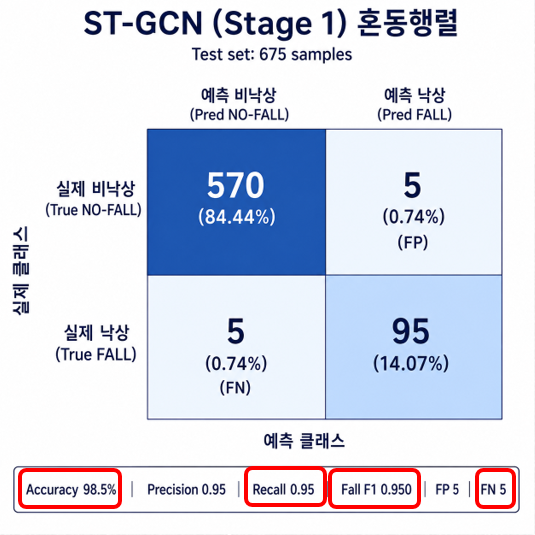 ST-GCN (Stage 1) 혼동행렬
Test set: 675 samples
예측 비낙상
(Pred NO-FALL)
예측 낙상
(Pred FALL)
실제 클래스
실제 비낙상
(True NO-FALL)
570
(84.44%)
5
(0.74%)
(FP)
실제 낙상
(True FALL)
5
(0.74%)
(FN)
95
(14.07%)
예측 클래스
Accuracy 98.5% | Precision 0.95 | Recall 0.95 | Fall F1 0.950 | FP 5 | FN 5